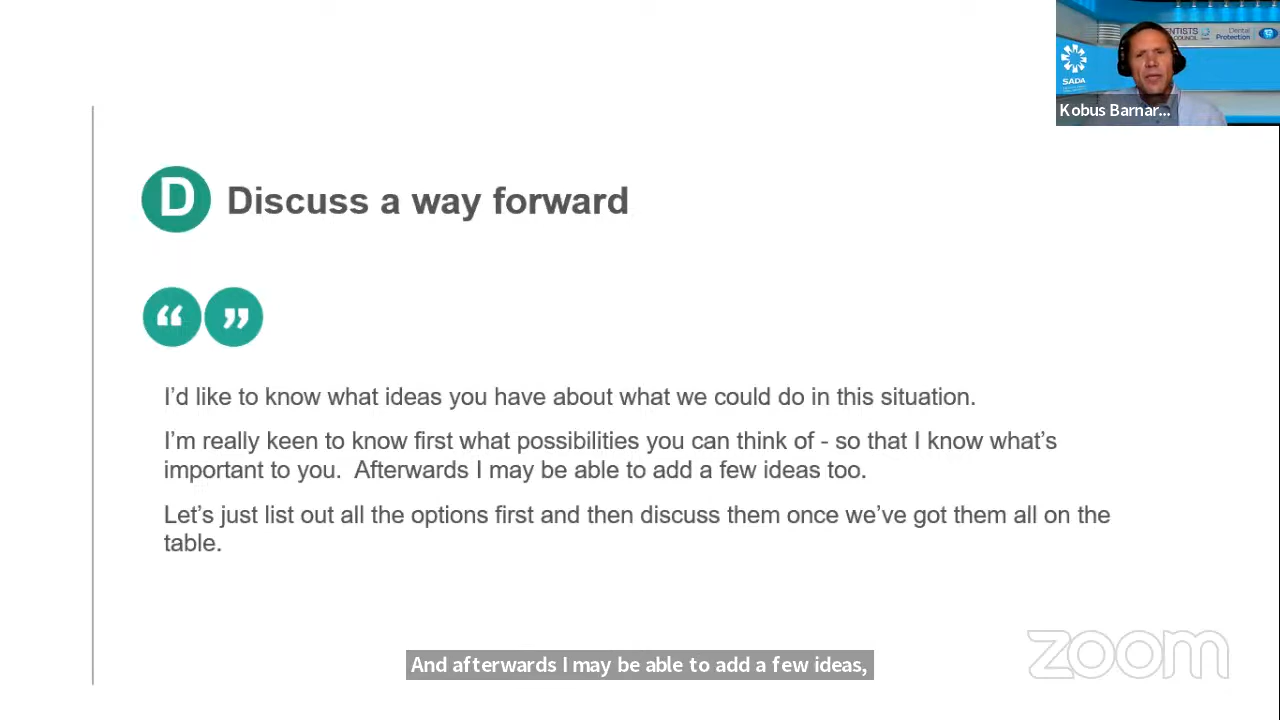 ENTISTS
COUNCIL
Dental
Protection
SADA
Kobus Barnar...
D Discuss a way forward
“ ”
I’d like to know what ideas you have about what we could do in this situation.
I’m really keen to know first what possibilities you can think of - so that I know what’s
important to you. Afterwards I may be able to add a few ideas too.
Let’s just list out all the options first and then discuss them once we’ve got them all on the
table.
And afterwards I may be able to add a few ideas,
zoom